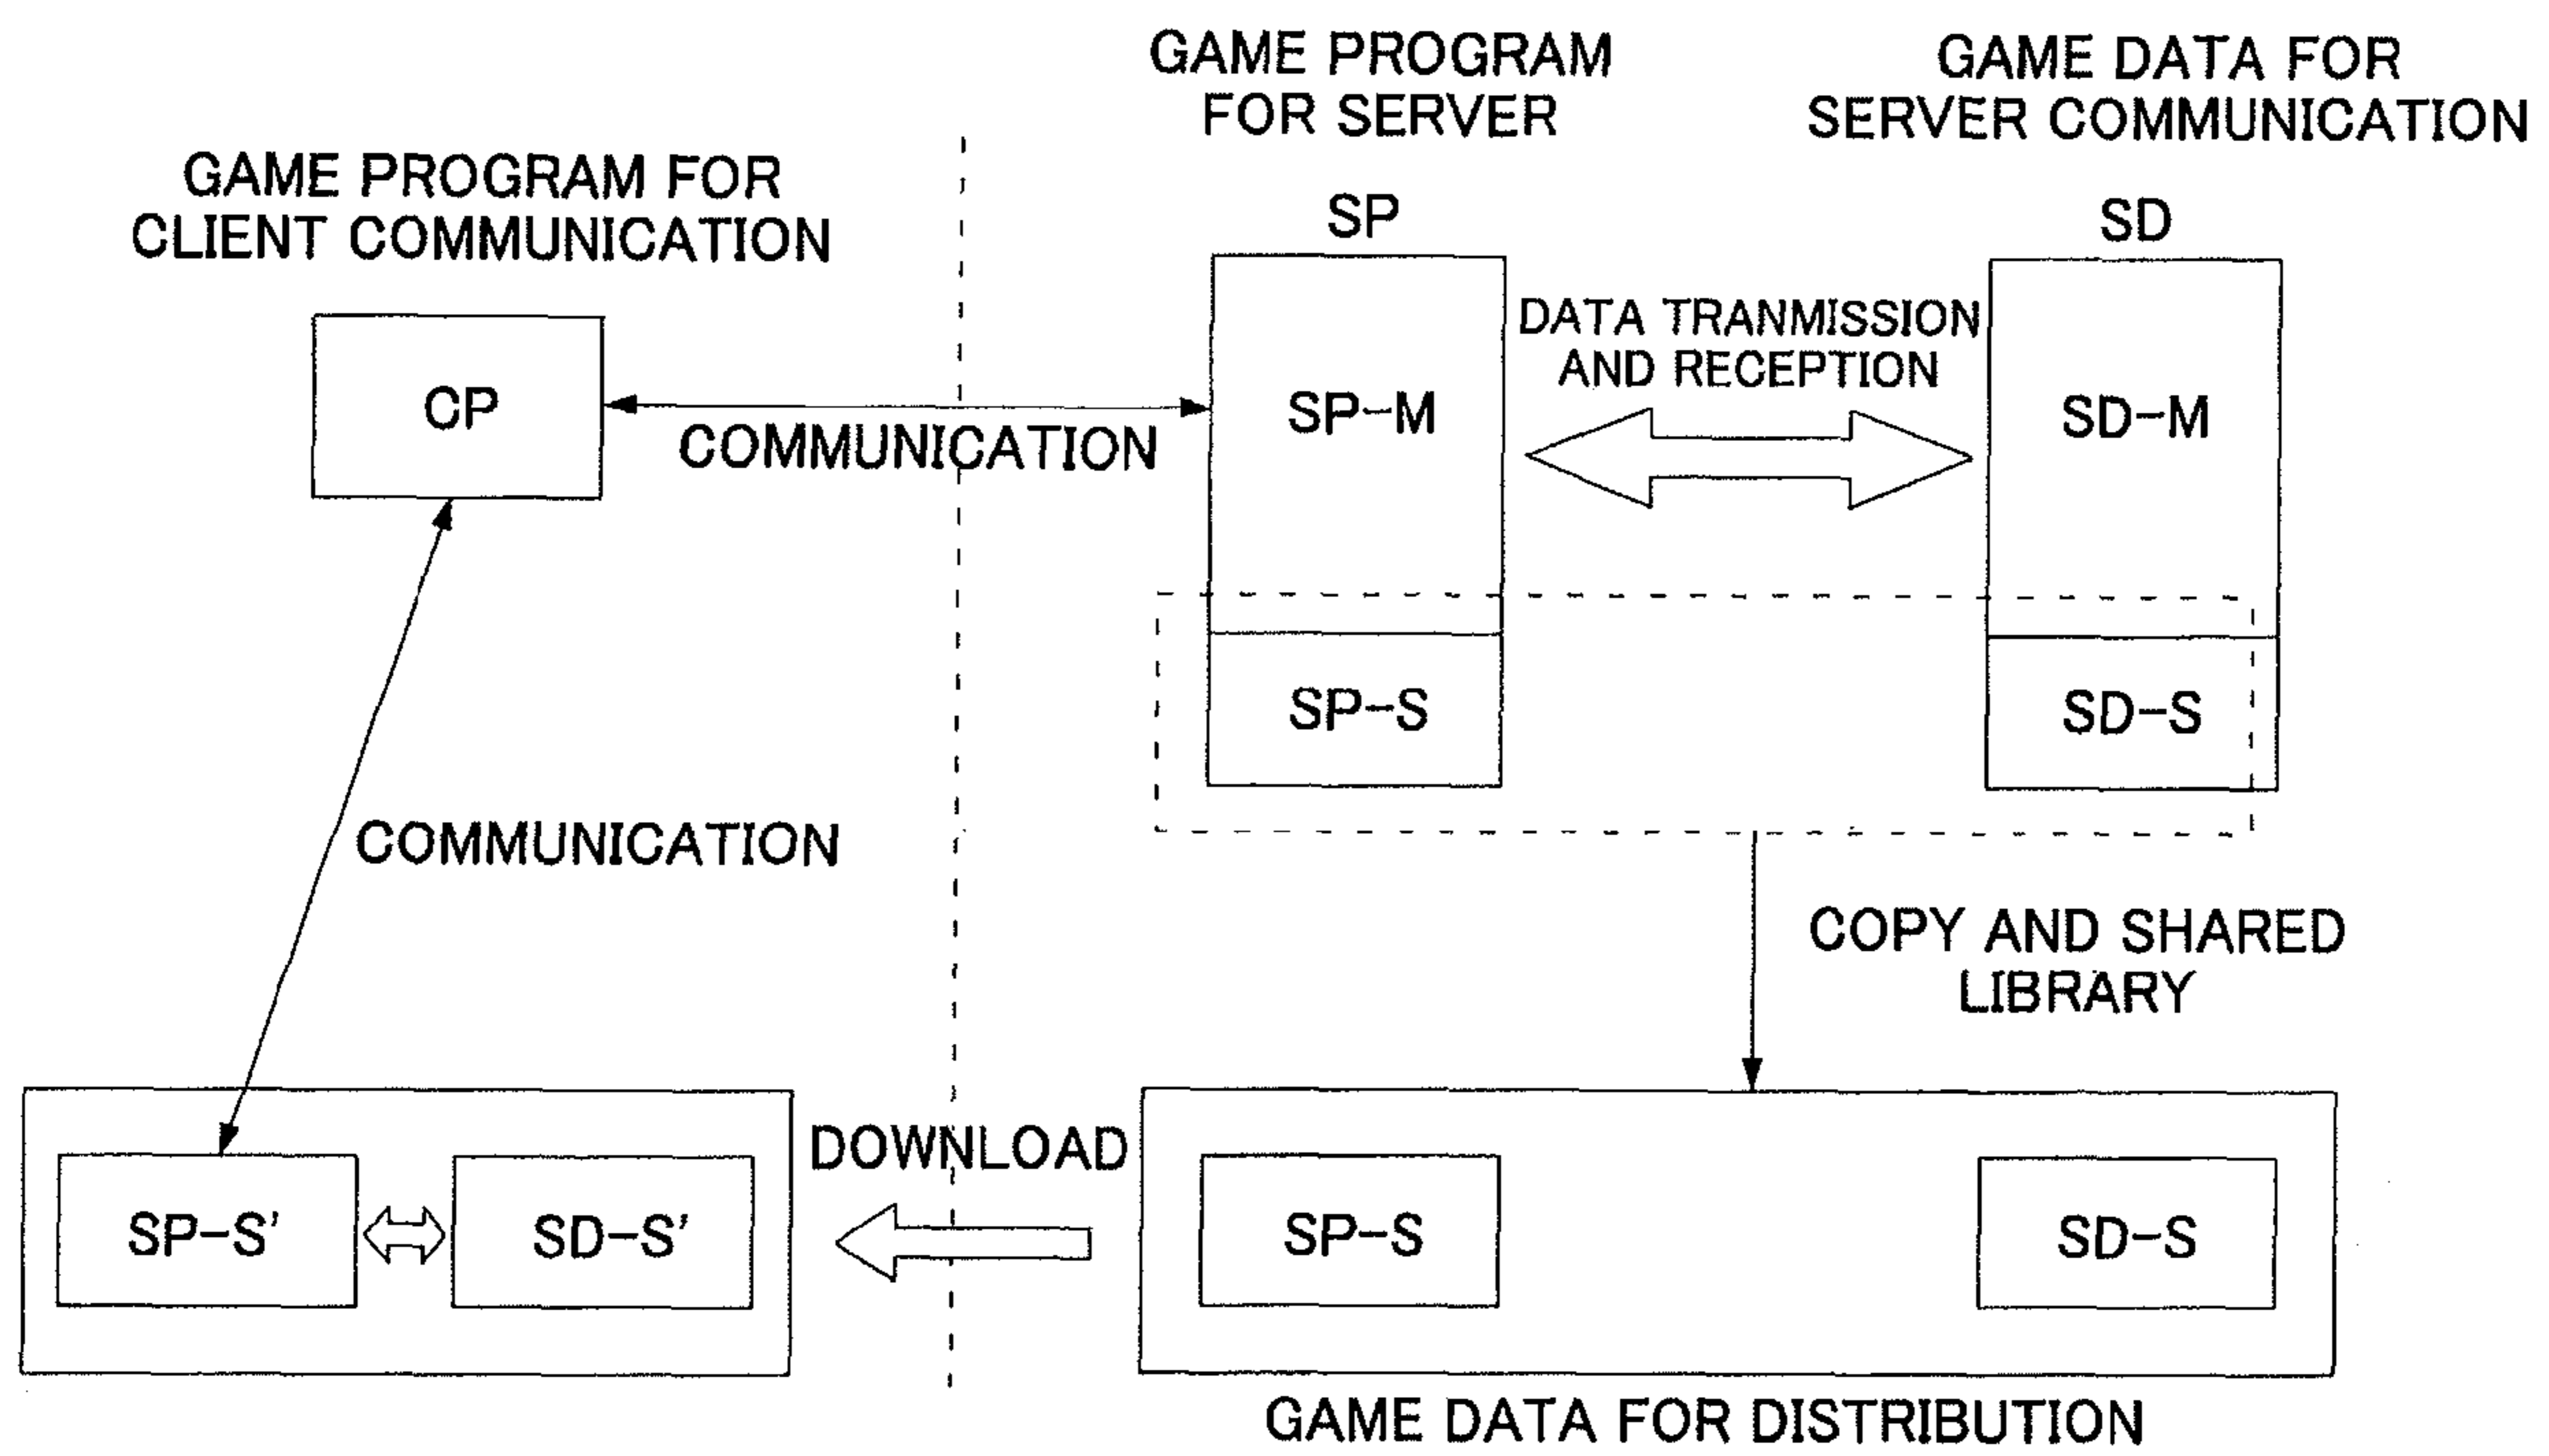 GAME PROGRAM
FOR SERVER
GAME DATA FOR
SERVER COMMUNICATION
GAME PROGRAM FOR
CLIENT COMMUNICATION
SP
SD
DATA TRANMISSION
AND RECEPTION
CP
SP-M
SD-M
COMMUNICATION
SP-S
SD-S
COMMUNICATION
COPY AND SHARED
LIBRARY
DOWNLOAD
SP-S'
SD-S'
SP-S
SD-S
GAME DATA FOR DISTRIBUTION